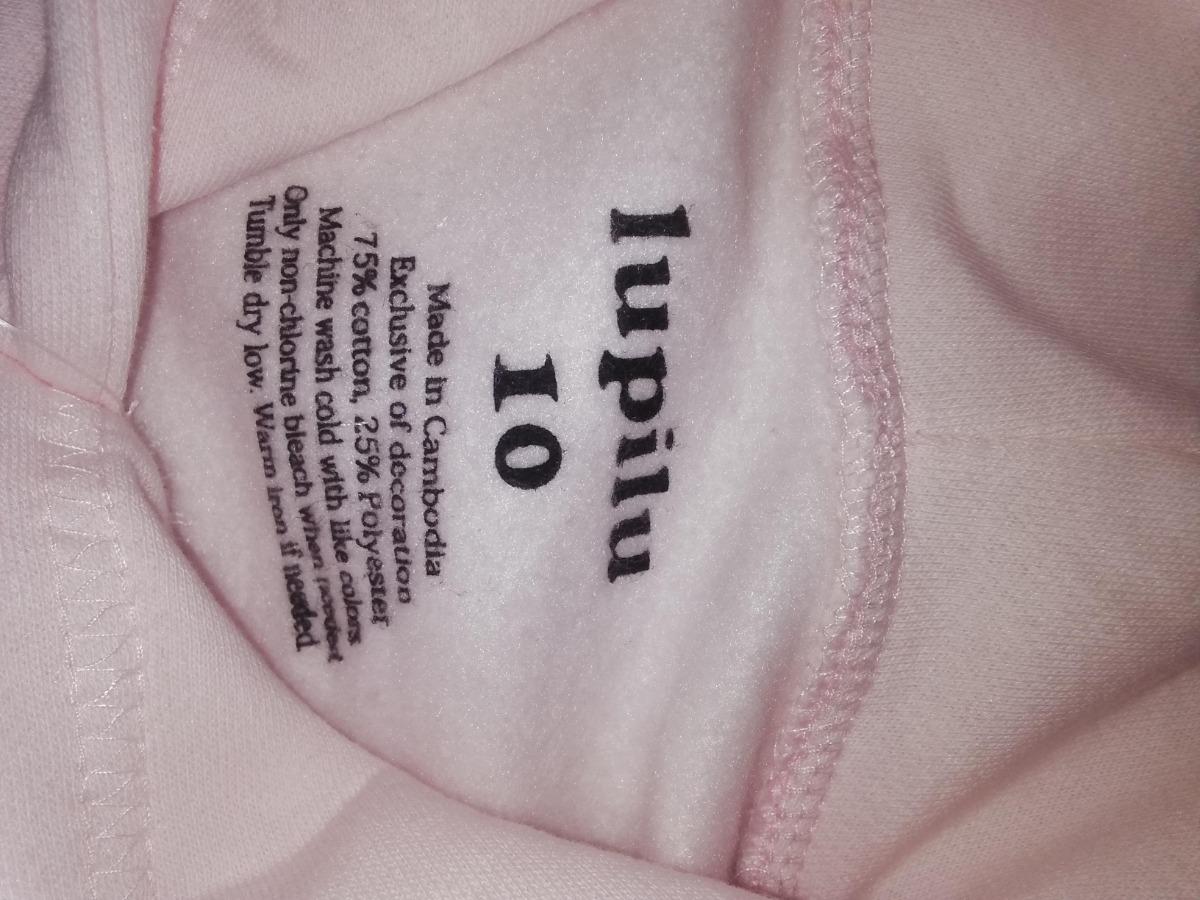 lupilu
10
Made in Cambodia
Exclusive of decoration
75% cotton, 25% Polyester
Machine wash cold with like colors
Only non-chlorine bleach when needed
Tumble dry low. Warm iron if needed